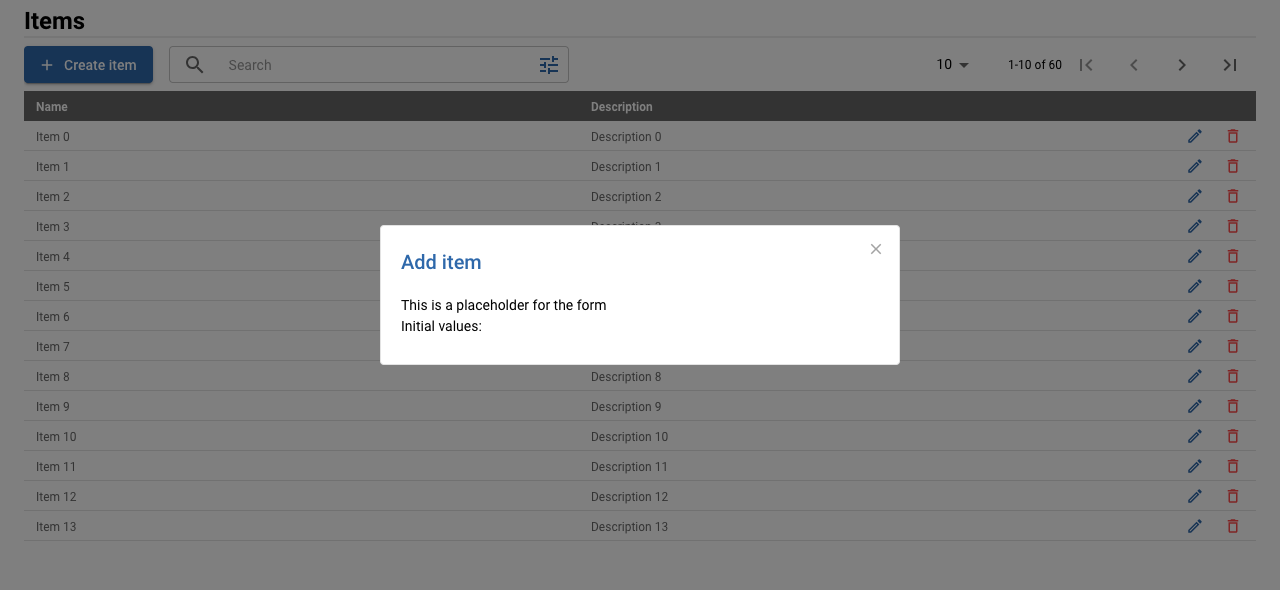 Items
Create item
Search
10
1-10 of 60
Name Description
Item 0 Description 0
Item 1 Description 1
Item 2 Description 2
Item 3
Item 4
Item 5
Item 6
Item 7
Item 8 Description 8
Item 9 Description 9
Item 10 Description 10
Item 11 Description 11
Item 12 Description 12
Item 13 Description 13
Add item
This is a placeholder for the form
Initial values: